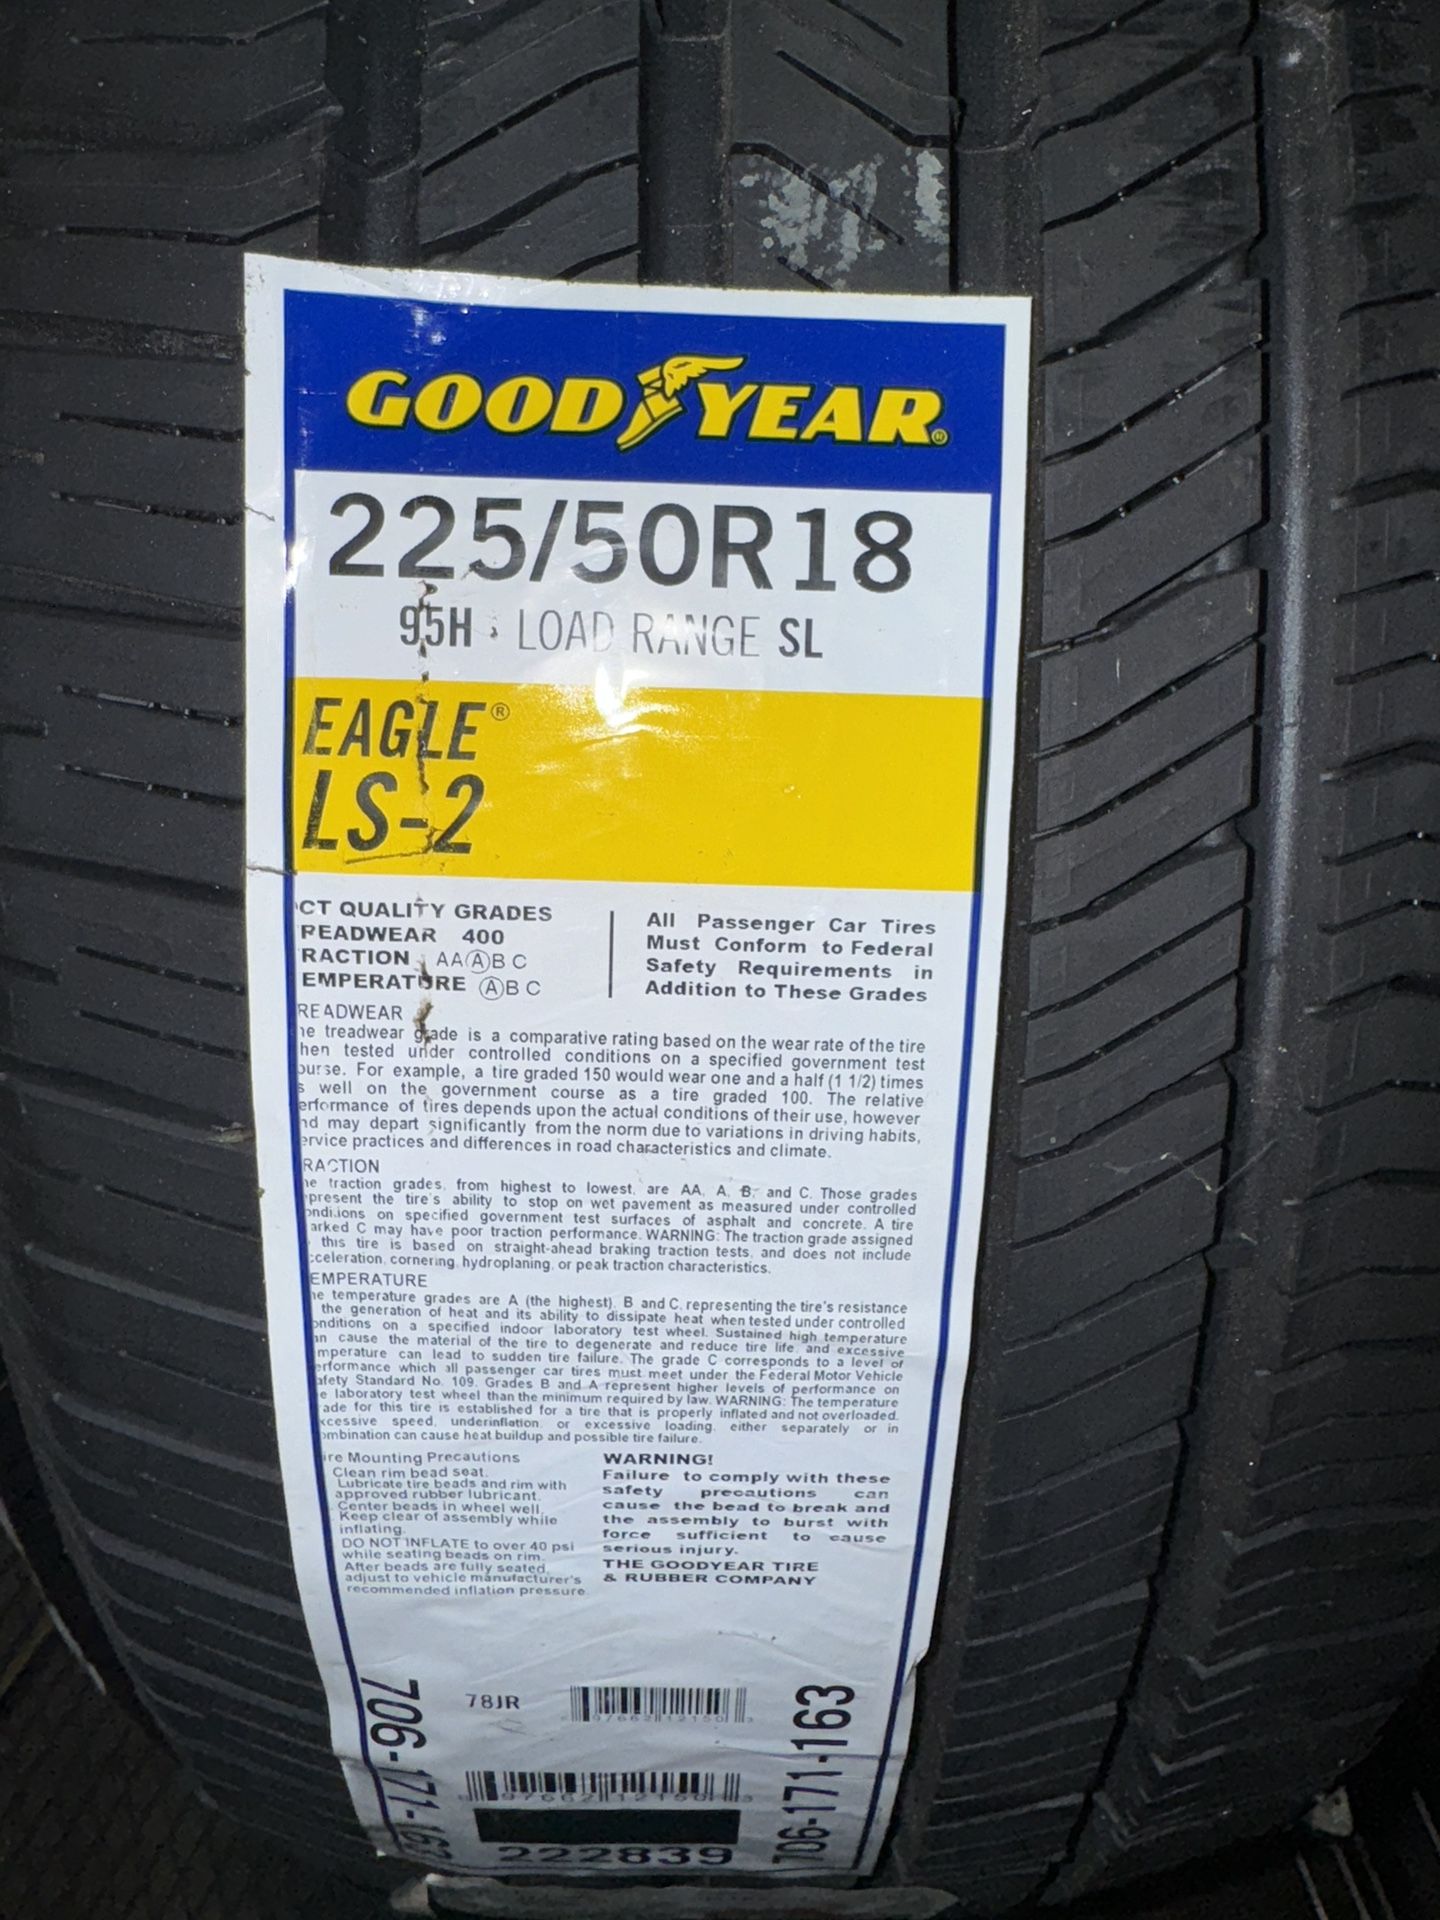 GOODYEAR®
225/50R18
95H · LOAD RANGE SL
EAGLE®
LS-2
CT QUALITY GRADES
READWEAR 400
RACTION AA A B C
EMPERATURE A B C
All Passenger Car Tires
Must Conform to Federal
Safety Requirements in
Addition to These Grades
READWEAR
he treadwear grade is a comparative rating based on the wear rate of the tire
hen tested under controlled conditions on a specified government test
ourse. For example, a tire graded 150 would wear one and a half (1 1/2) times
s well on the government course as a tire graded 100. The relative
erformance of tires depends upon the actual conditions of their use, however
nd may depart significantly from the norm due to variations in driving habits,
ervice practices and differences in road characteristics and climate.
RACTION
he traction grades, from highest to lowest, are AA, A, B, and C. Those grades
present the tire's ability to stop on wet pavement as measured under controlled
onditions on specified government test surfaces of asphalt and concrete. A tire
arked C may have poor traction performance. WARNING: The traction grade assigned
this tire is based on straight-ahead braking traction tests, and does not include
cceleration, cornering, hydroplaning, or peak traction characteristics.
EMPERATURE
he temperature grades are A (the highest), B and C, representing the tire's resistance
the generation of heat and its ability to dissipate heat when tested under controlled
onditions on a specified indoor laboratory test wheel. Sustained high temperature
an cause the material of the tire to degenerate and reduce tire life, and excessive
mperature can lead to sudden tire failure. The grade C corresponds to a level of
erformance which all passenger car tires must meet under the Federal Motor Vehicle
afety Standard No. 109. Grades B and A represent higher levels of performance on
e laboratory test wheel than the minimum required by law. WARNING: The temperature
ade for this tire is established for a tire that is properly inflated and not overloaded.
xcessive speed, underinflation, or excessive loading, either separately or in
ombination can cause heat buildup and possible tire failure.
ire Mounting Precautions
Clean rim bead seat.
Lubricate tire beads and rim with
approved rubber lubricant.
Center beads in wheel well.
Keep clear of assembly while
inflating.
DO NOT INFLATE to over 40 psi
while seating beads on rim.
After beads are fully seated,
adjust to vehicle manufacturer's
recommended inflation pressure.
WARNING!
Failure to comply with these
safety precautions can
cause the bead to break and
the assembly to burst with
force sufficient to cause
serious injury.
THE GOODYEAR TIRE
& RUBBER COMPANY
78JR
706-171-163
706-171-163
97662 12150 3
97662 12150 3
222839